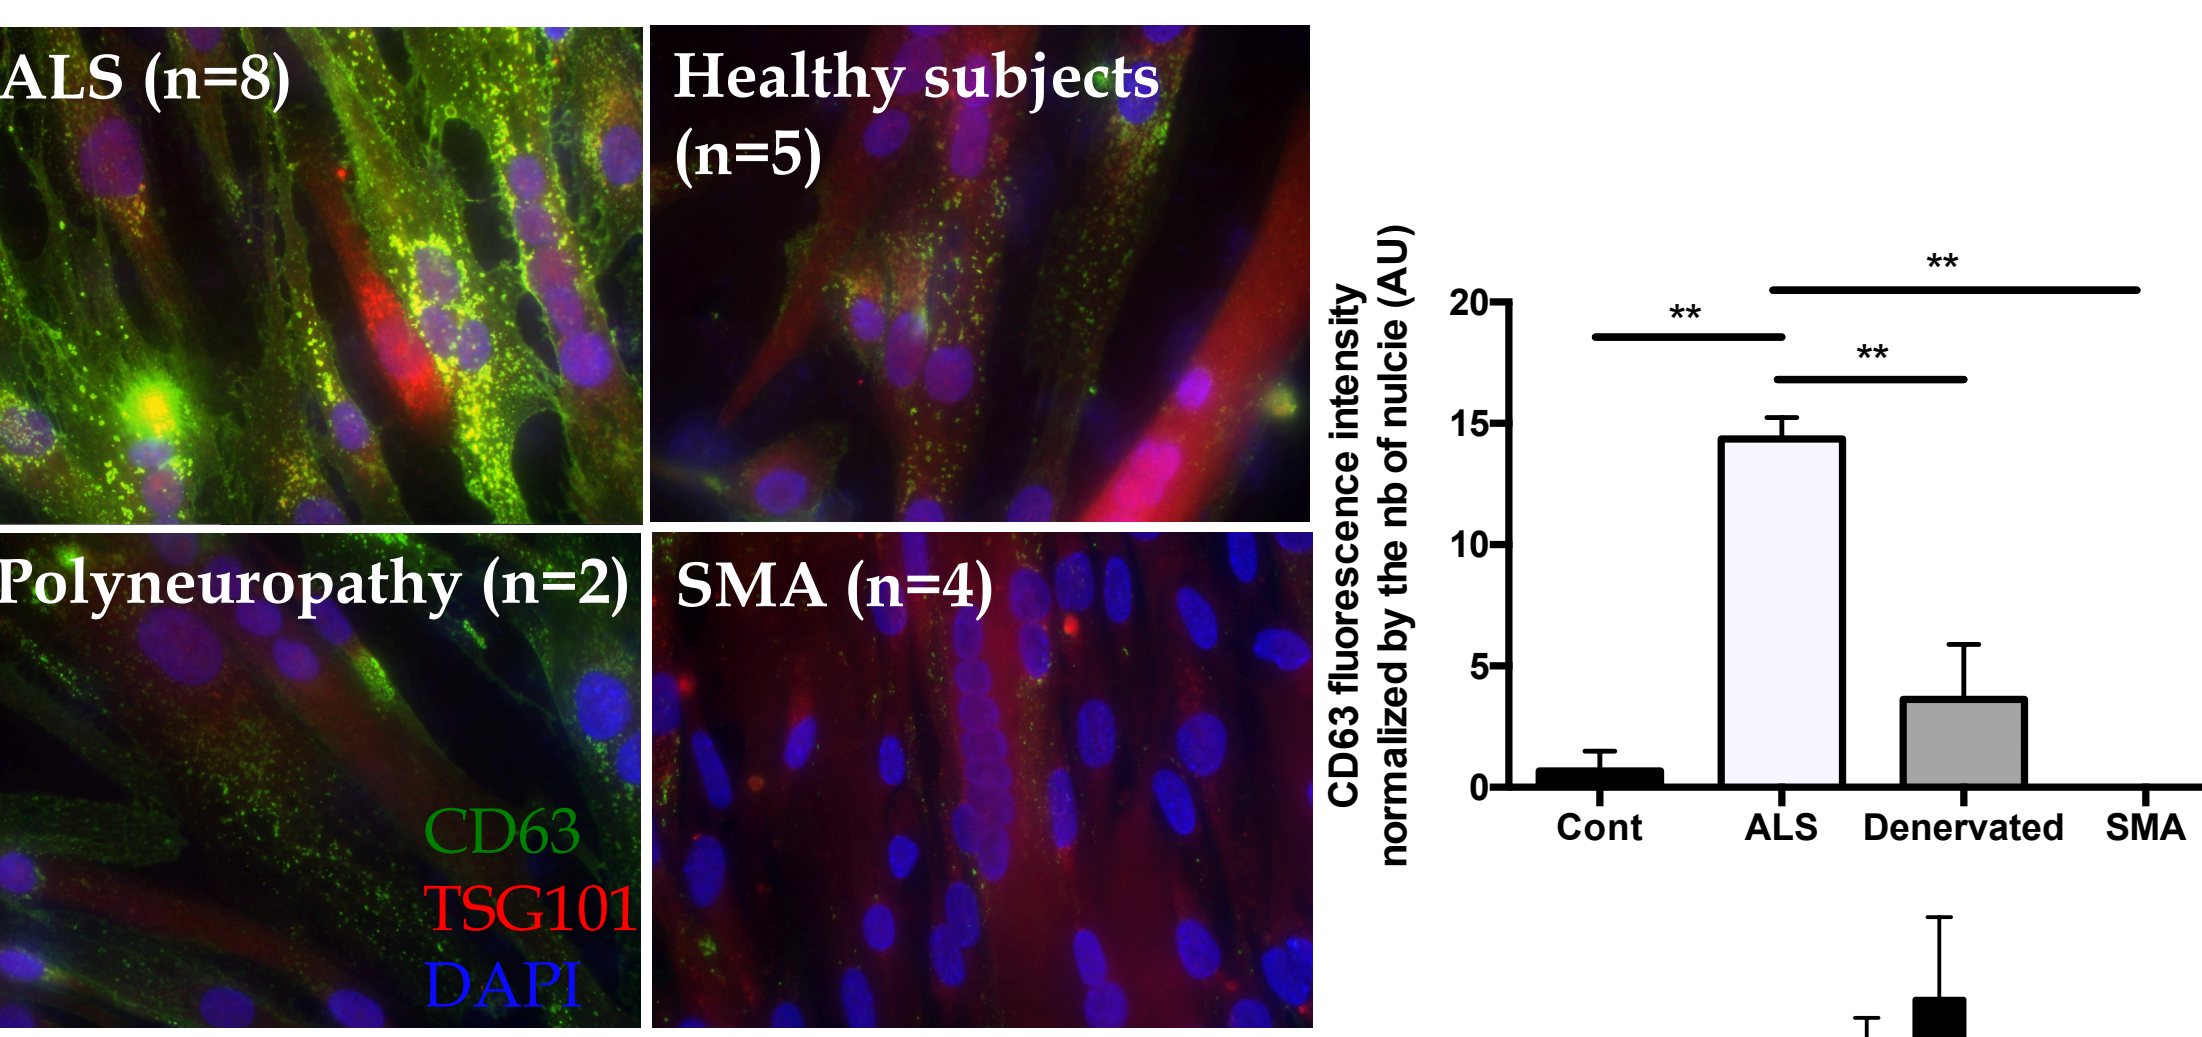 ALS (n=8)
Healthy subjects
(n=5)
Polyneuropathy (n=2)
CD63
TSG101
DAPI
SMA (n=4)
CD63 fluorescence intensity
normalized by the nb of nulcie (AU)
20
15
10
5
0
**
**
**
Cont
ALS
Denervated
SMA